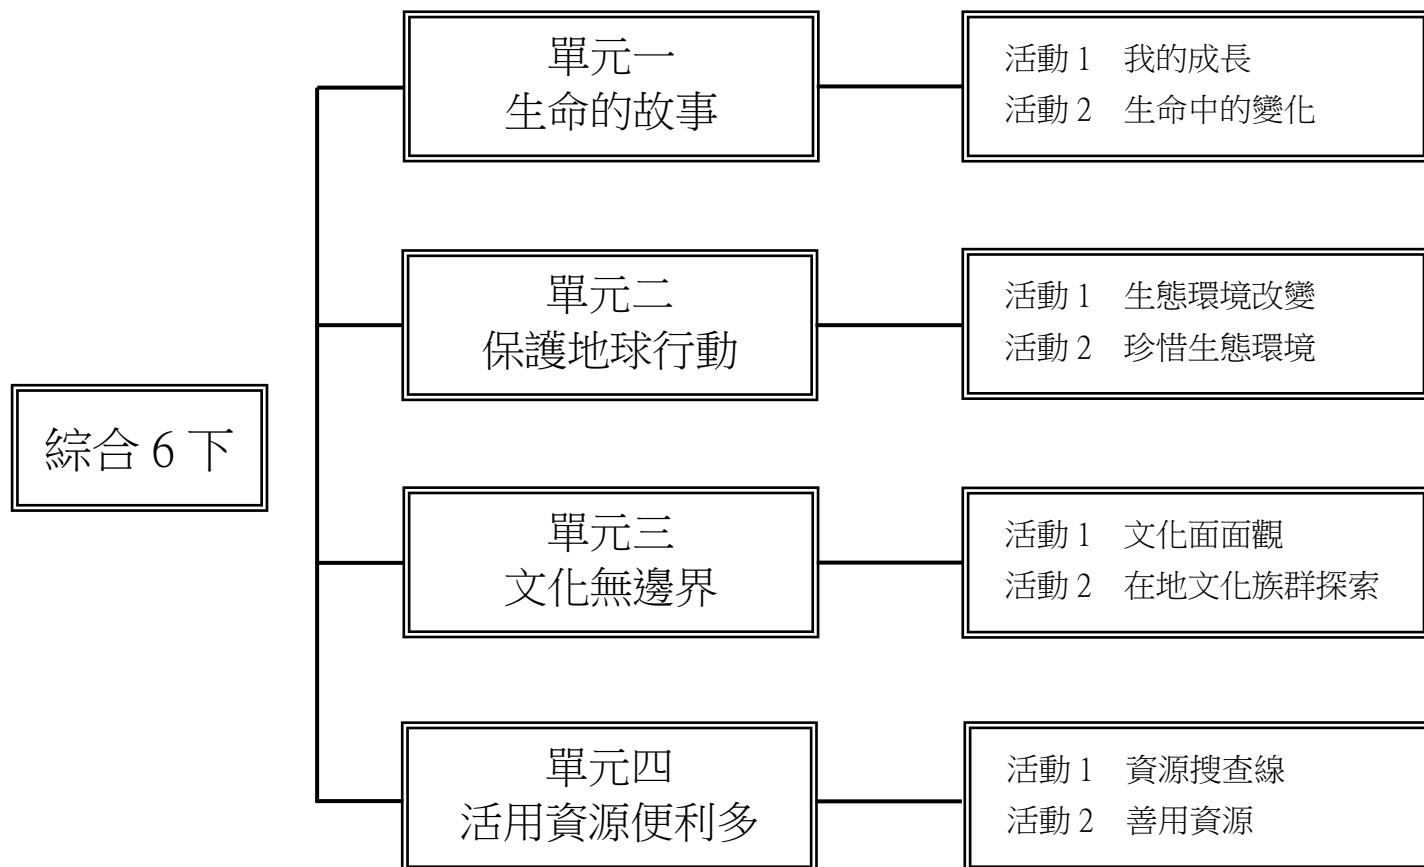 綜合 6 下
單元一
生命的故事
活動 1　我的成長
活動 2　生命中的變化
單元二
保護地球行動
活動 1　生態環境改變
活動 2　珍惜生態環境
單元三
文化無邊界
活動 1　文化面面觀
活動 2　在地文化族群探索
單元四
活用資源便利多
活動 1　資源搜查線
活動 2　善用資源